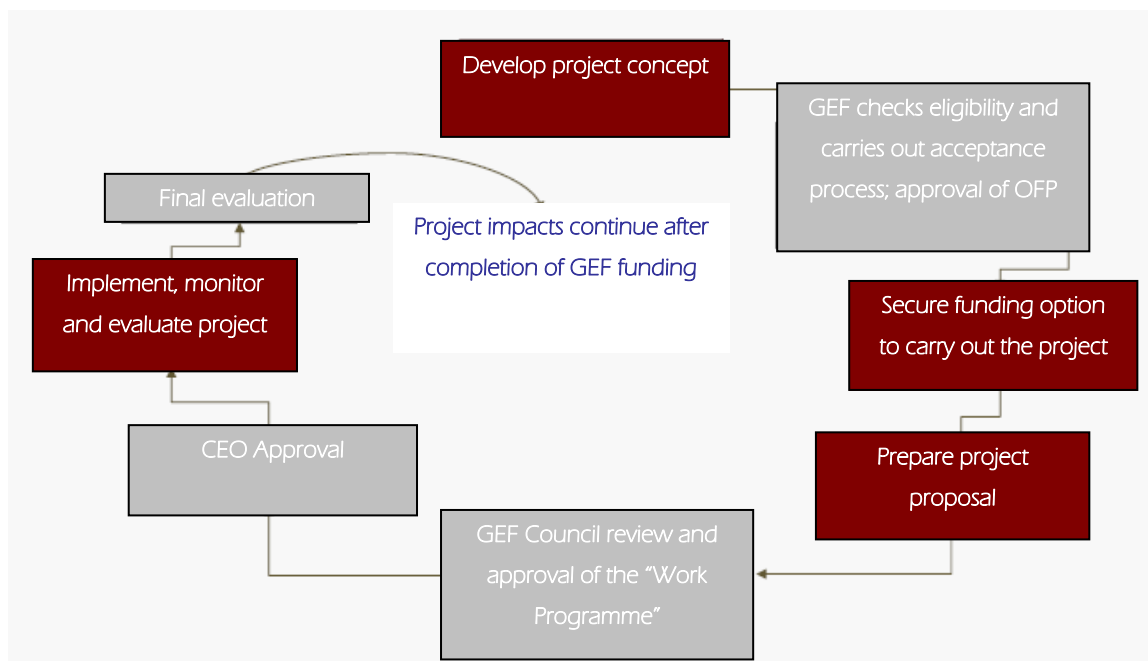 Develop project concept
GEF checks eligibility and
carries out acceptance
process; approval of OFP
Secure funding option
to carry out the project
Prepare project
proposal
GEF Council review and
approval of the “Work
Programme”
CEO Approval
Implement, monitor
and evaluate project
Final evaluation
Project impacts continue after
completion of GEF funding